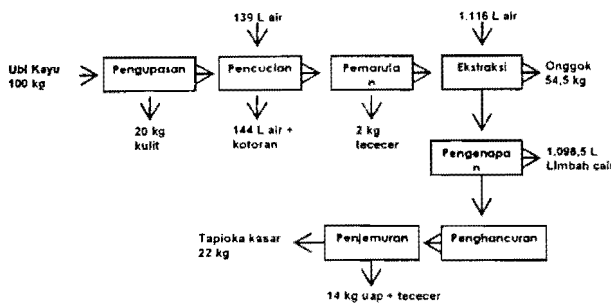 139 L air
1.116 L air
Ubi Kayu
100 kg
Pengupasan
Pencucian
Pemaruta
n
Ekstraksi
Onggok
54,5 kg
20 kg
kulit
144 L air +
kotoran
2 kg
tececer
Pengenapa
n
1.098,5 L
Limbah cair
Tapioka kasar
22 kg
Penjemuran
Penghancuran
14 kg uap + tececer